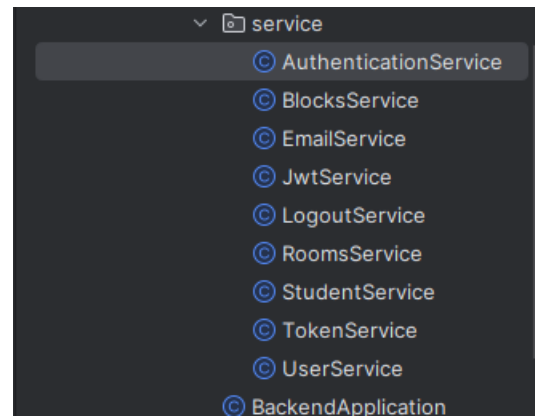 service
AuthenticationService
BlocksService
EmailService
JwtService
LogoutService
RoomsService
StudentService
TokenService
UserService
BackendApplication